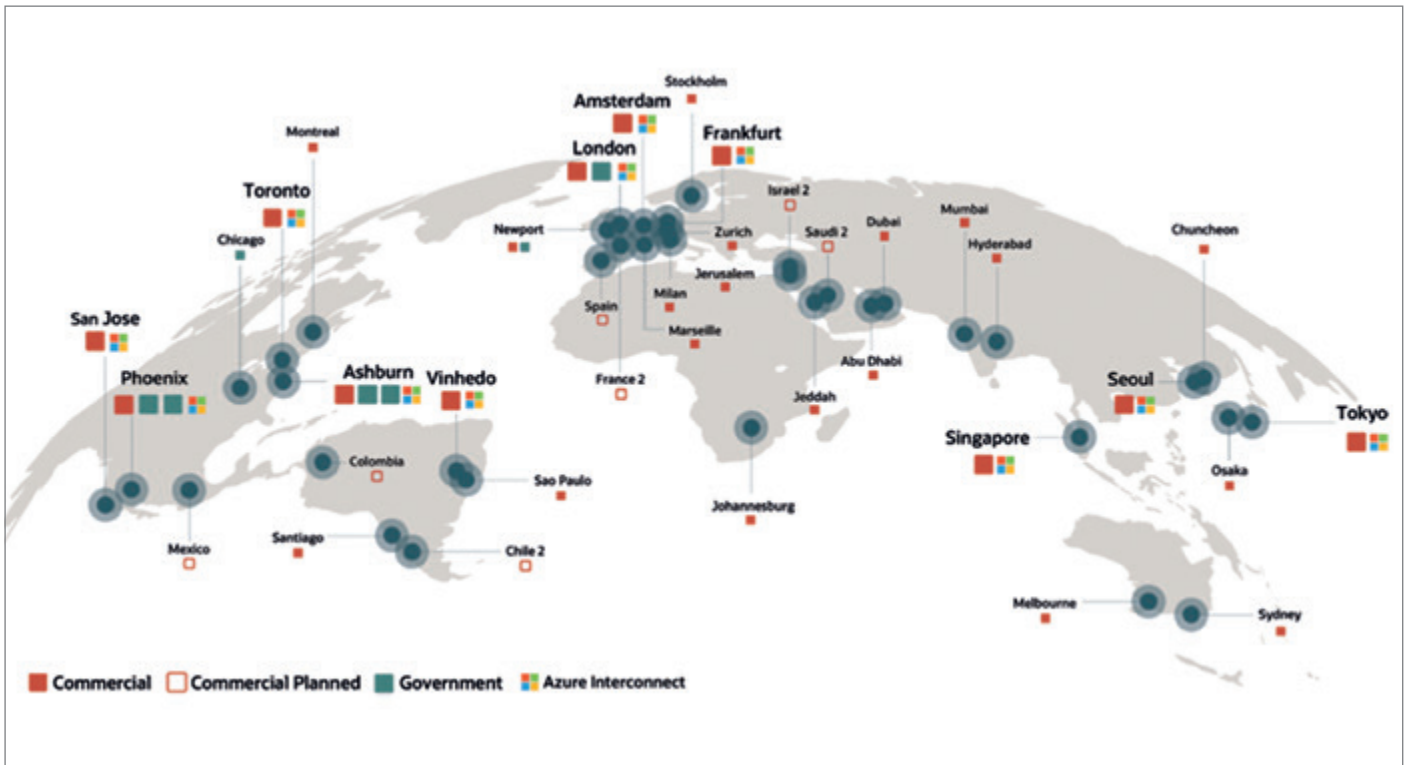 Stockholm
Amsterdam
Montreal
Frankfurt
London
Toronto
Israel 2
Chicago
Newport
Zurich
Saudi 2
Dubai
Mumbai
Hyderabad
Chuncheon
Jerusalem
Milan
Spain
San Jose
Marseille
Abu Dhabi
Phoenix
Ashburn
Vinhedo
France 2
Seoul
Jeddah
Tokyo
Singapore
Colombia
Sao Paulo
Osaka
Johannesburg
Santiago
Mexico
Chile 2
Melbourne
Sydney
Commercial
Commercial Planned
Government
Azure Interconnect